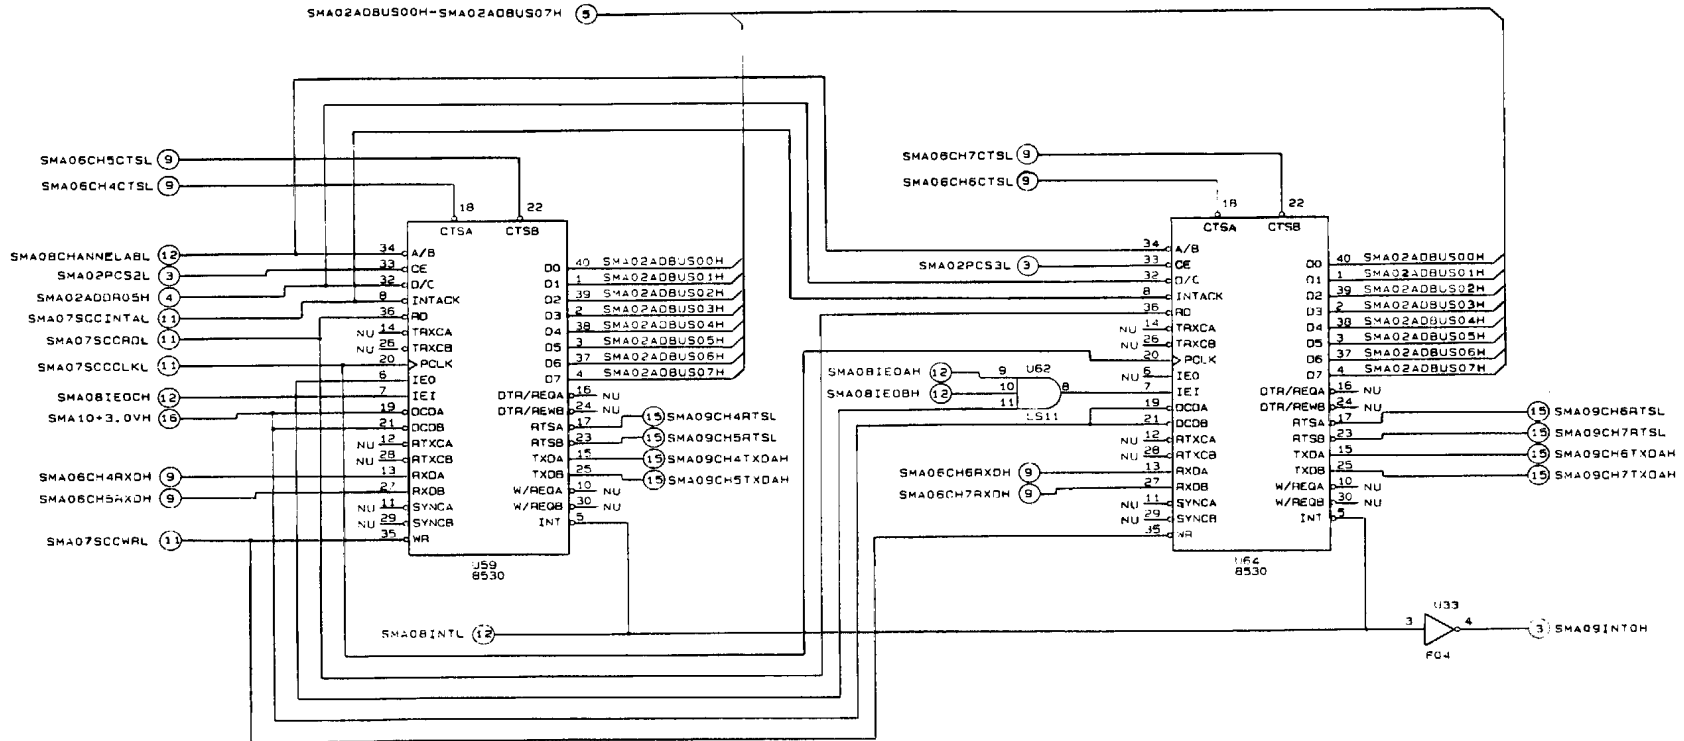 SMA02ADBUS00H-SMA02ADBUS07H 5
SMA06CH5CTSL 9
SMA06CH4CTSL 9
18 22
CTSA CTSB
SMA08CHANNELABL 12 34 A/B
SMA02PCS2L 3 33 CE
SMA02ADDR05H 4 32 D/C
SMA07SCCINTAL 11 8 INTACK
SMA07SCCRDL 11 36 RD
NU 14 TRXCA
NU 26 TRXCB
SMA07SCCCLKL 11 20 PCLK
6 IEO
SMA08IEOCH 12 7 IEI
SMA10+3.0VH 16 19 DCDA
21 DCDB
NU 12 RTXCA
NU 28 RTXCB
SMA06CH4RXDH 9 13 RXDA
SMA06CH5RXDH 9 27 RXDB
NU 11 SYNCA
NU 29 SYNCB
SMA07SCCWRL 11 35 WR
D0 40 SMA02ADBUS00H
D1 1 SMA02ADBUS01H
D2 39 SMA02ADBUS02H
D3 2 SMA02ADBUS03H
D4 38 SMA02ADBUS04H
D5 3 SMA02ADBUS05H
D6 37 SMA02ADBUS06H
D7 4 SMA02ADBUS07H
DTR/REQA 16 NU
DTR/REWB 24 NU
RTSA 17 15 SMA09CH4RTSL
RTSB 23 15 SMA09CH5RTSL
TXDA 15 15 SMA09CH4TXDAH
TXDB 25 15 SMA09CH5TXDAH
W/REQA 10 NU
W/REQB 30 NU
INT 5
U59
8530
SMA08INTL 12
SMA06CH7CTSL 9
SMA06CH6CTSL 9
18 22
CTSA CTSB
34 A/B
SMA02PCS3L 3 33 CE
32 D/C
8 INTACK
36 RD
NU 14 TRXCA
NU 26 TRXCB
20 PCLK
NU 6 IEO
SMA08IEOAH 12 9 U62
SMA08IEOBH 12 10 8 7 IEI
11 LS11
19 DCDA
21 DCDB
NU 12 RTXCA
NU 28 RTXCB
SMA06CH6RXDH 9 13 RXDA
SMA06CH7RXDH 9 27 RXDB
NU 11 SYNCA
NU 29 SYNCB
35 WR
D0 40 SMA02ADBUS00H
D1 1 SMA02ADBUS01H
D2 39 SMA02ADBUS02H
D3 2 SMA02ADBUS03H
D4 38 SMA02ADBUS04H
D5 3 SMA02ADBUS05H
D6 37 SMA02ADBUS06H
D7 4 SMA02ADBUS07H
DTR/REQA 16 NU
DTR/REWB 24 NU
RTSA 17 15 SMA09CH6RTSL
RTSB 23 15 SMA09CH7RTSL
TXDA 15 15 SMA09CH6TXDAH
TXDB 25 15 SMA09CH7TXDAH
W/REQA 10 NU
W/REQB 30 NU
INT 5
U64
8530
U33
3 4 3 SMA09INT0H
F04